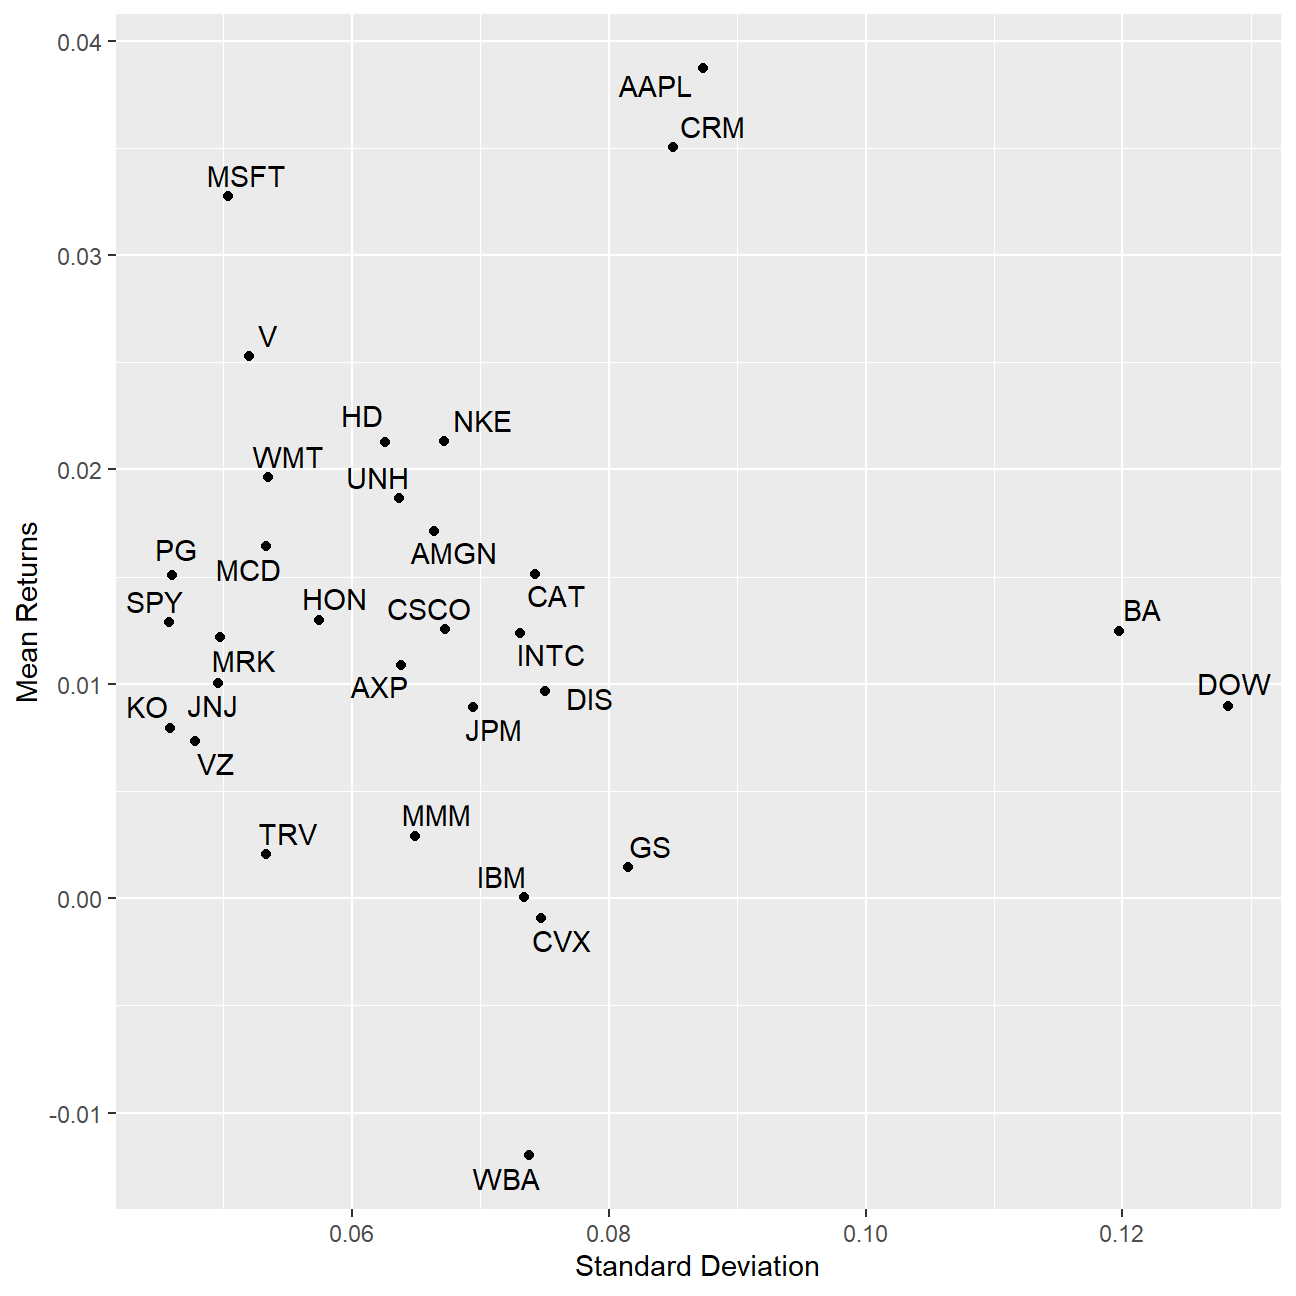 0.04
AAPL
CRM
MSFT
0.03
V
HD
NKE
WMT
0.02
UNH
AMGN
PG
MCD
CAT
SPY
HON
CSCO
BA
MRK
INTC
0.01
AXP
DIS
DOW
KO
JNJ
JPM
VZ
MMM
TRV
GS
IBM
0.00
CVX
-0.01
WBA
Mean Returns
0.06
0.08
0.10
0.12
Standard Deviation